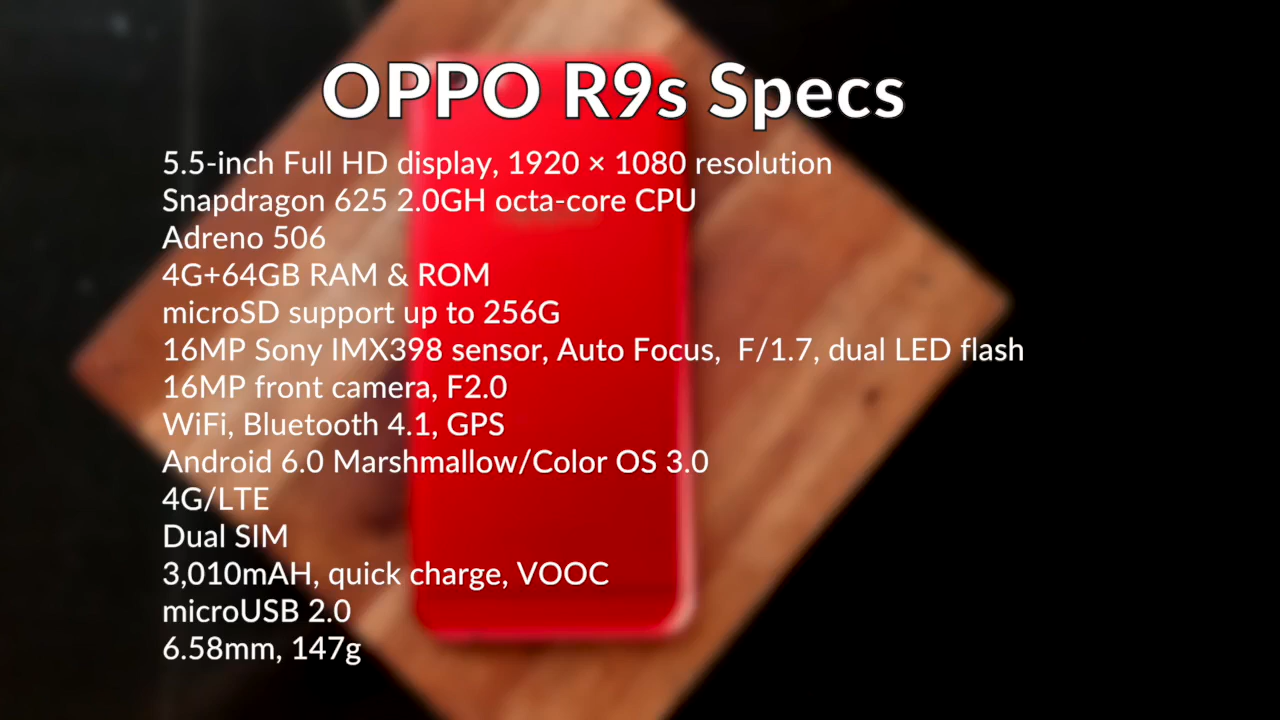 OPPO R9s Specs
5.5-inch Full HD display, 1920 × 1080 resolution
Snapdragon 625 2.0GH octa-core CPU
Adreno 506
4G+64GB RAM & ROM
microSD support up to 256G
16MP Sony IMX398 sensor, Auto Focus,  F/1.7, dual LED flash
16MP front camera, F2.0
WiFi, Bluetooth 4.1, GPS
Android 6.0 Marshmallow/Color OS 3.0
4G/LTE
Dual SIM
3,010mAH, quick charge, VOOC
microUSB 2.0
6.58mm, 147g